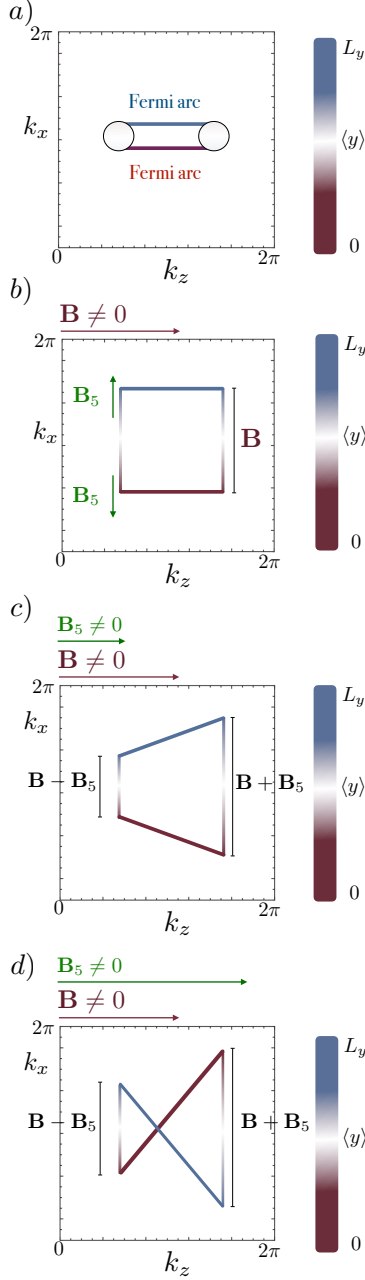 a)
2π
L_y
Fermi arc
k_x
⟨y⟩
Fermi arc
0
0
k_z
2π
b)
B ≠ 0
2π
L_y
B_5
k_x
B
⟨y⟩
B_5
0
0
k_z
2π
c)
B_5 ≠ 0
B ≠ 0
2π
L_y
k_x
B − B_5
B + B_5
⟨y⟩
0
0
k_z
2π
d)
B_5 ≠ 0
B ≠ 0
2π
L_y
k_x
B − B_5
B + B_5
⟨y⟩
0
0
k_z
2π